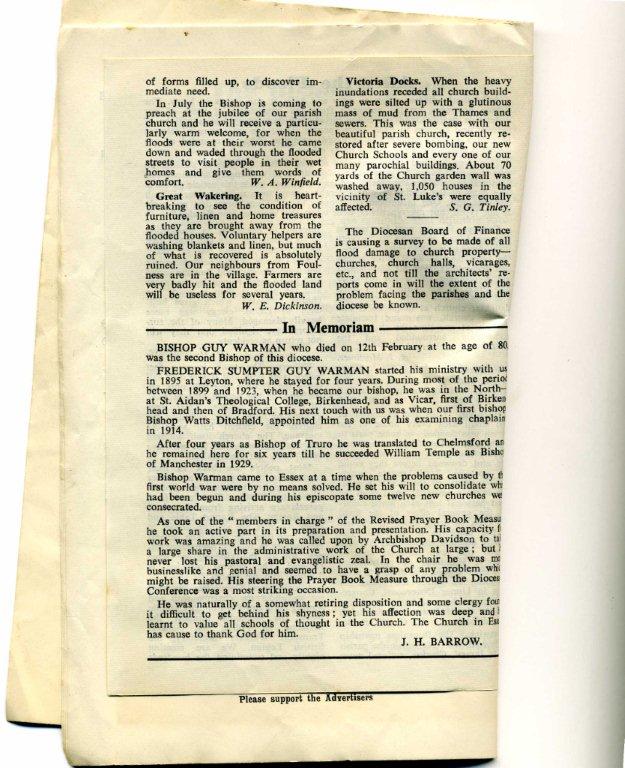 of forms filled up, to discover im-
mediate need.
In July the Bishop is coming to
preach at the jubilee of our parish
church and he will receive a particu-
larly warm welcome, for when the
floods were at their worst he came
down and waded through the flooded
streets to visit people in their wet
homes and give them words of
comfort. W. A. Winfield.
Great Wakering. It is heart-
breaking to see the condition of
furniture, linen and home treasures
as they are brought away from the
flooded houses. Voluntary helpers are
washing blankets and linen, but much
of what is recovered is absolutely
ruined. Our neighbours from Foul-
ness are in the village. Farmers are
very badly hit and the flooded land
will be useless for several years.
W. E. Dickinson.
Victoria Docks. When the heavy
inundations receded all church build-
ings were silted up with a glutinous
mass of mud from the Thames and
sewers. This was the case with our
beautiful parish church, recently re-
stored after severe bombing, our new
Church Schools and every one of our
many parochial buildings. About 70
yards of the Church garden wall was
washed away, 1,050 houses in the
vicinity of St. Luke's were equally
affected. S. G. Tinley.
The Diocesan Board of Finance
is causing a survey to be made of all
flood damage to church property—
churches, church halls, vicarages,
etc., and not till the architects' re-
ports come in will the extent of the
problem facing the parishes and the
diocese be known.
In Memoriam
BISHOP GUY WARMAN who died on 12th February at the age of 80,
was the second Bishop of this diocese.
FREDERICK SUMPTER GUY WARMAN started his ministry with us
in 1895 at Leyton, where he stayed for four years. During most of the period
between 1899 and 1923, when he became our bishop, he was in the North—
at St. Aidan's Theological College, Birkenhead, and as Vicar, first of Birken
head and then of Bradford. His next touch with us was when our first bishop
Bishop Watts Ditchfield, appointed him as one of his examining chaplain
in 1914.
After four years as Bishop of Truro he was translated to Chelmsford an
he remained here for six years till he succeeded William Temple as Bisho
of Manchester in 1929.
Bishop Warman came to Essex at a time when the problems caused by
first world war were by no means solved. He set his will to consolidate wh
had been begun and during his episcopate some twelve new churches we
consecrated.
As one of the "members in charge" of the Revised Prayer Book Measu
he took an active part in its preparation and presentation. His capacity f
work was amazing and he was called upon by Archbishop Davidson to ta
a large share in the administrative work of the Church at large; but
never lost his pastoral and evangelistic zeal. In the chair he was mo
businesslike and genial and seemed to have a grasp of any problem whi
might be raised. His steering the Prayer Book Measure through the Dioces
Conference was a most striking occasion.
He was naturally of a somewhat retiring disposition and some clergy fou
it difficult to get behind his shyness; yet his affection was deep and
learnt to value all schools of thought in the Church. The Church in Ess
has cause to thank God for him.
J. H. BARROW.
Please support the Advertisers